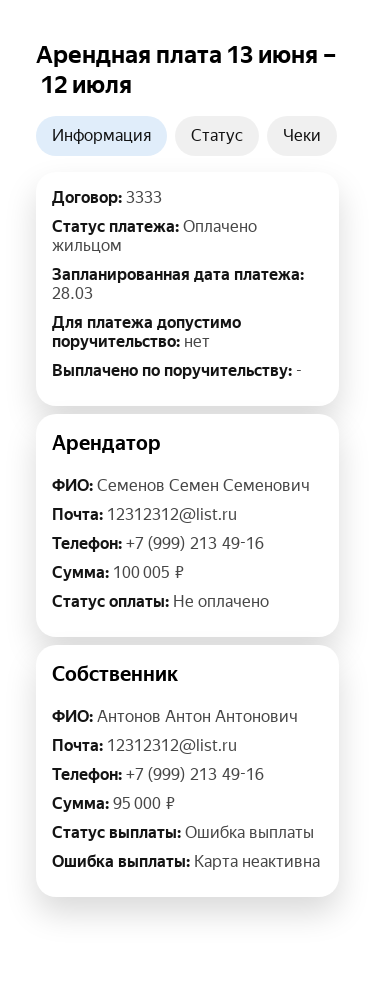 Арендная плата 13 июня –
12 июля
Информация
Статус
Чеки
Договор: 3333
Статус платежа: Оплачено
жильцом
Запланированная дата платежа:
28.03
Для платежа допустимо
поручительство: нет
Выплачено по поручительству: -
Арендатор
ФИО: Семенов Семен Семенович
Почта: 12312312@list.ru
Телефон: +7 (999) 213 49-16
Сумма: 100 005 ₽
Статус оплаты: Не оплачено
Собственник
ФИО: Антонов Антон Антонович
Почта: 12312312@list.ru
Телефон: +7 (999) 213 49-16
Сумма: 95 000 ₽
Статус выплаты: Ошибка выплаты
Ошибка выплаты: Карта неактивна